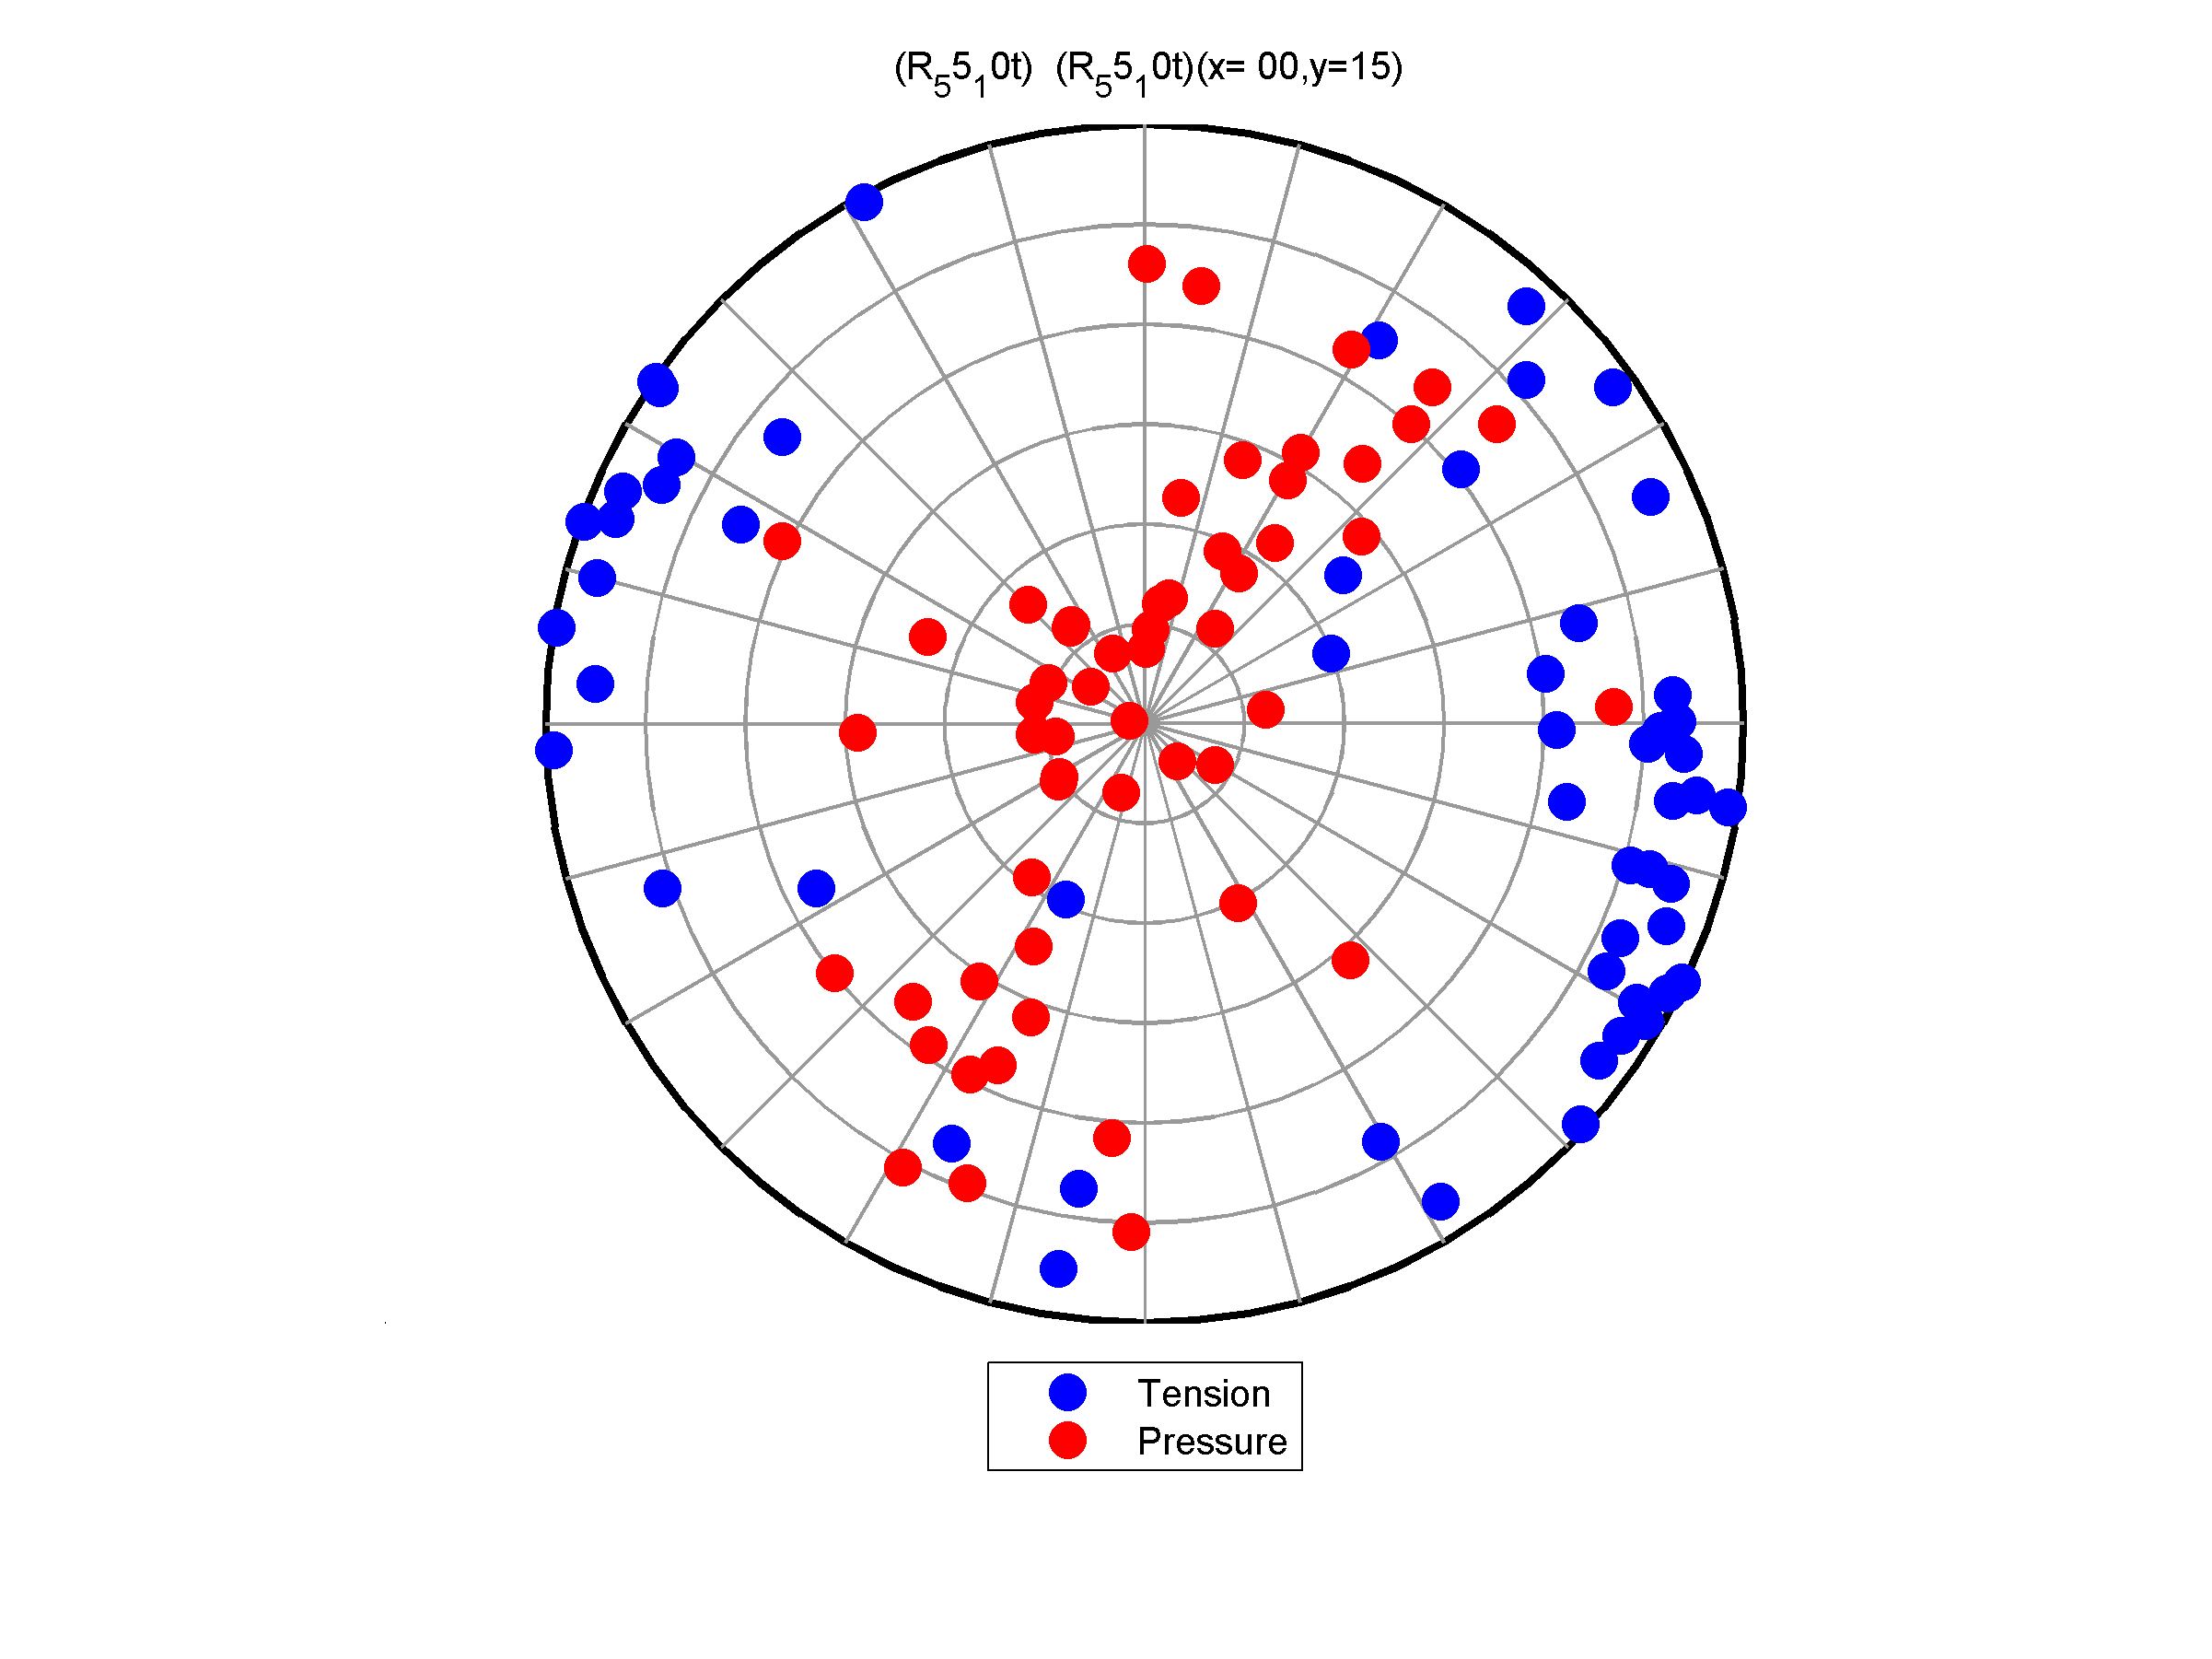 (R₅5₁0t) (R₅5₁0t)(x= 00,y=15)
Tension
Pressure